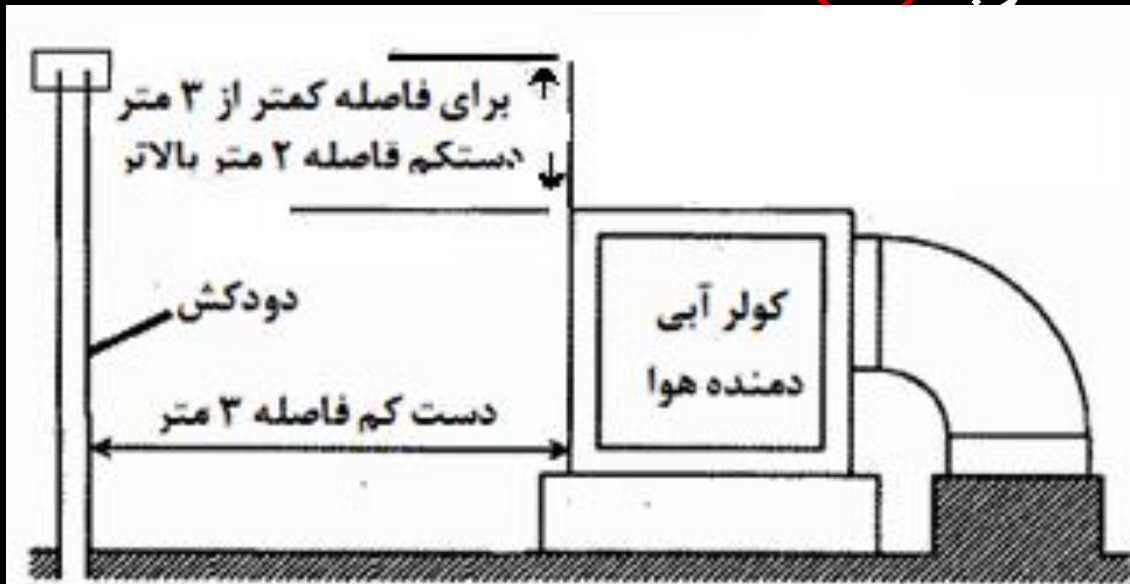 برای فاصله کمتر از ۳ متر
دستکم فاصله ۲ متر بالاتر
دودکش
کولر آبی
دمنده هوا
دست کم فاصله ۳ متر